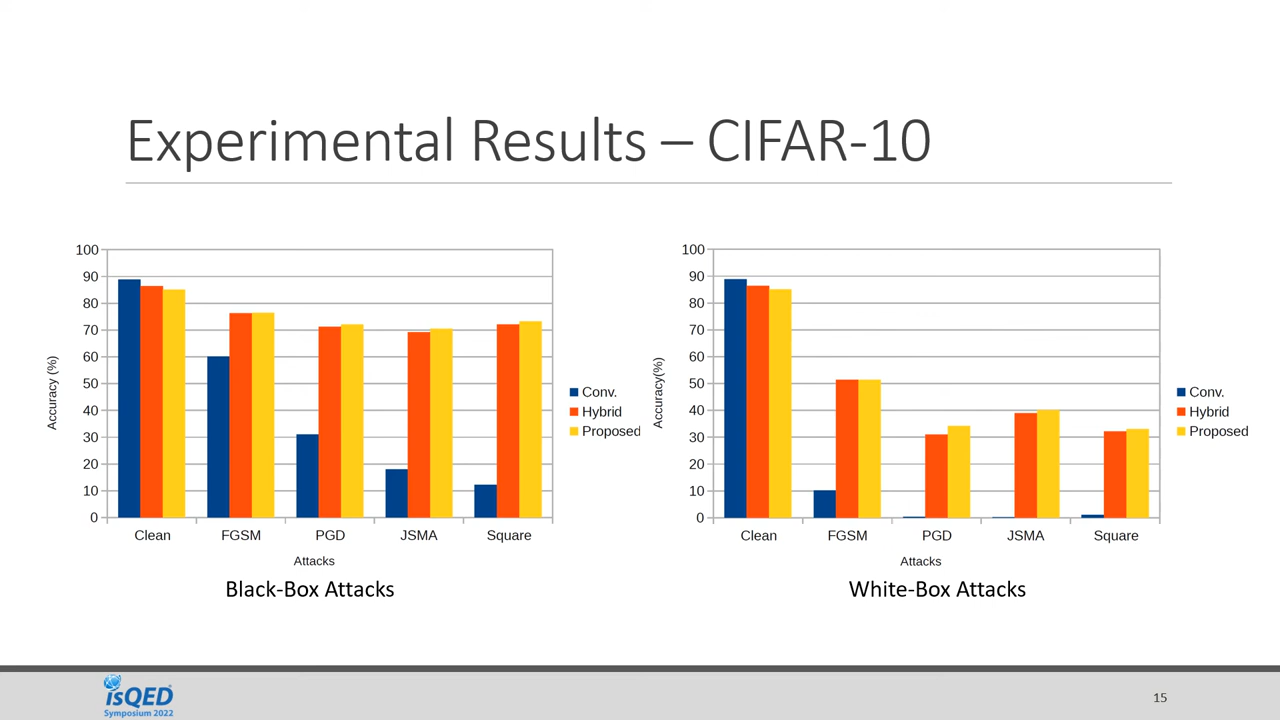 Experimental Results – CIFAR-10
100
90
80
70
60
50
40
30
20
10
0
Accuracy (%)
Clean FGSM PGD JSMA Square
Attacks
Conv.
Hybrid
Proposed
Black-Box Attacks
100
90
80
70
60
50
40
30
20
10
0
Accuracy(%)
Clean FGSM PGD JSMA Square
Attacks
Conv.
Hybrid
Proposed
White-Box Attacks
isQED
Symposium 2022
15